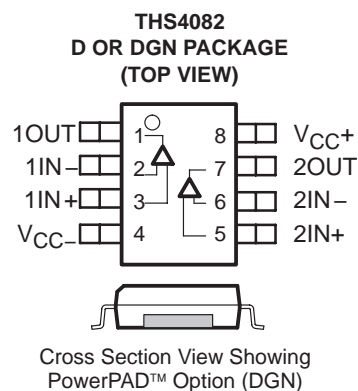 THS4082
D OR DGN PACKAGE
(TOP VIEW)
1OUT 1 8 VCC+
1IN− 2 7 2OUT
1IN+ 3 6 2IN−
VCC− 4 5 2IN+
Cross Section View Showing
PowerPAD™ Option (DGN)